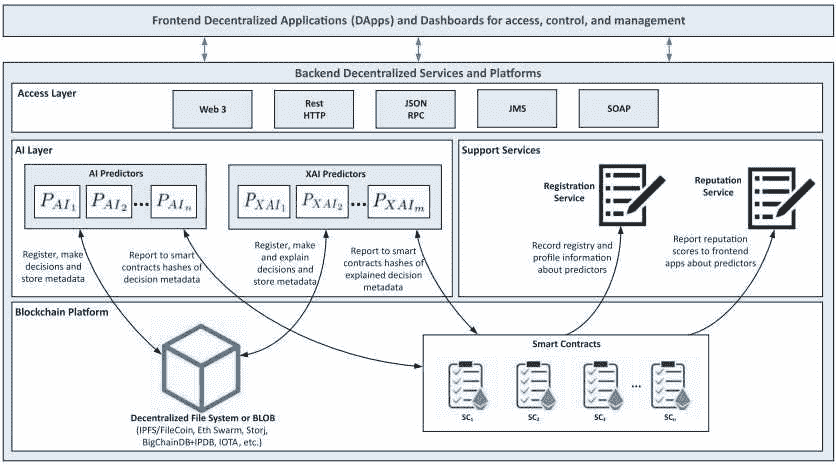 Frontend Decentralized Applications (DApps) and Dashboards for access, control, and management
Backend Decentralized Services and Platforms
Access Layer
Web 3
Rest
HTTP
JSON
RPC
JMS
SOAP
AI Layer
AI Predictors
P_{AI_1}
P_{AI_2}
...
P_{AI_n}
XAI Predictors
P_{XAI_1}
P_{XAI_2}
...
P_{XAI_m}
Register, make
decisions and
store metadata
Report to smart
contracts hashes of
decision metadata
Register, make
and explain
decisions and
store metadata
Report to smart
contracts hashes of
explained decision
metadata
Support Services
Registration
Service
Reputation
Service
Record registry and
profile information
about predictors
Report reputation
scores to frontend
apps about predictors
Blockchain Platform
Decentralized File System or BLOB
(IPFS/FileCoin, Eth Swarm, Storj,
BigChainDB+IPDB, IOTA, etc.)
Smart Contracts
SC₁
SC₂
SC₃
...
SCₙ